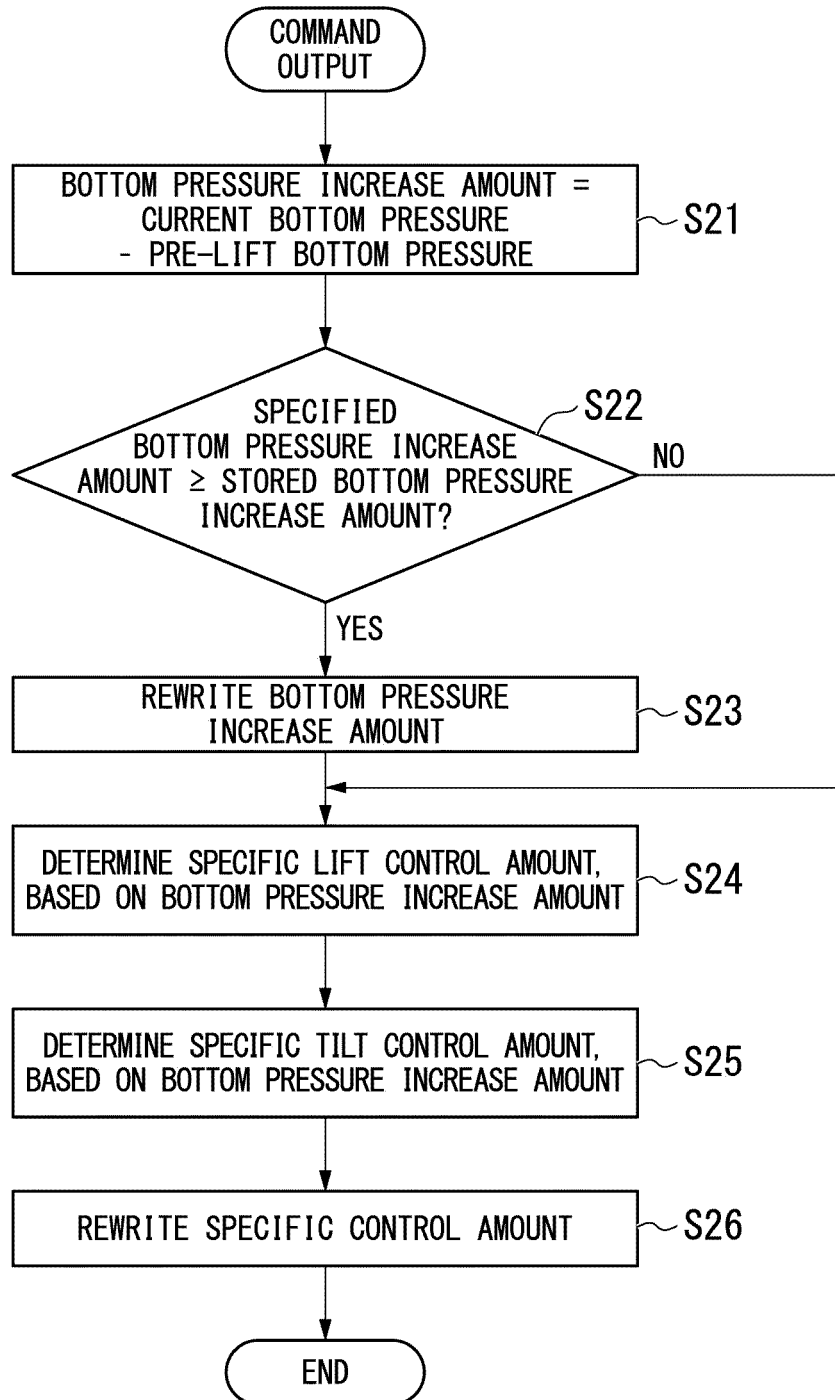 COMMAND
OUTPUT
BOTTOM PRESSURE INCREASE AMOUNT =
CURRENT BOTTOM PRESSURE
- PRE-LIFT BOTTOM PRESSURE
S21
SPECIFIED
BOTTOM PRESSURE INCREASE
AMOUNT ≥ STORED BOTTOM PRESSURE
INCREASE AMOUNT?
S22
NO
YES
REWRITE BOTTOM PRESSURE
INCREASE AMOUNT
S23
DETERMINE SPECIFIC LIFT CONTROL AMOUNT,
BASED ON BOTTOM PRESSURE INCREASE AMOUNT
S24
DETERMINE SPECIFIC TILT CONTROL AMOUNT,
BASED ON BOTTOM PRESSURE INCREASE AMOUNT
S25
REWRITE SPECIFIC CONTROL AMOUNT
S26
END